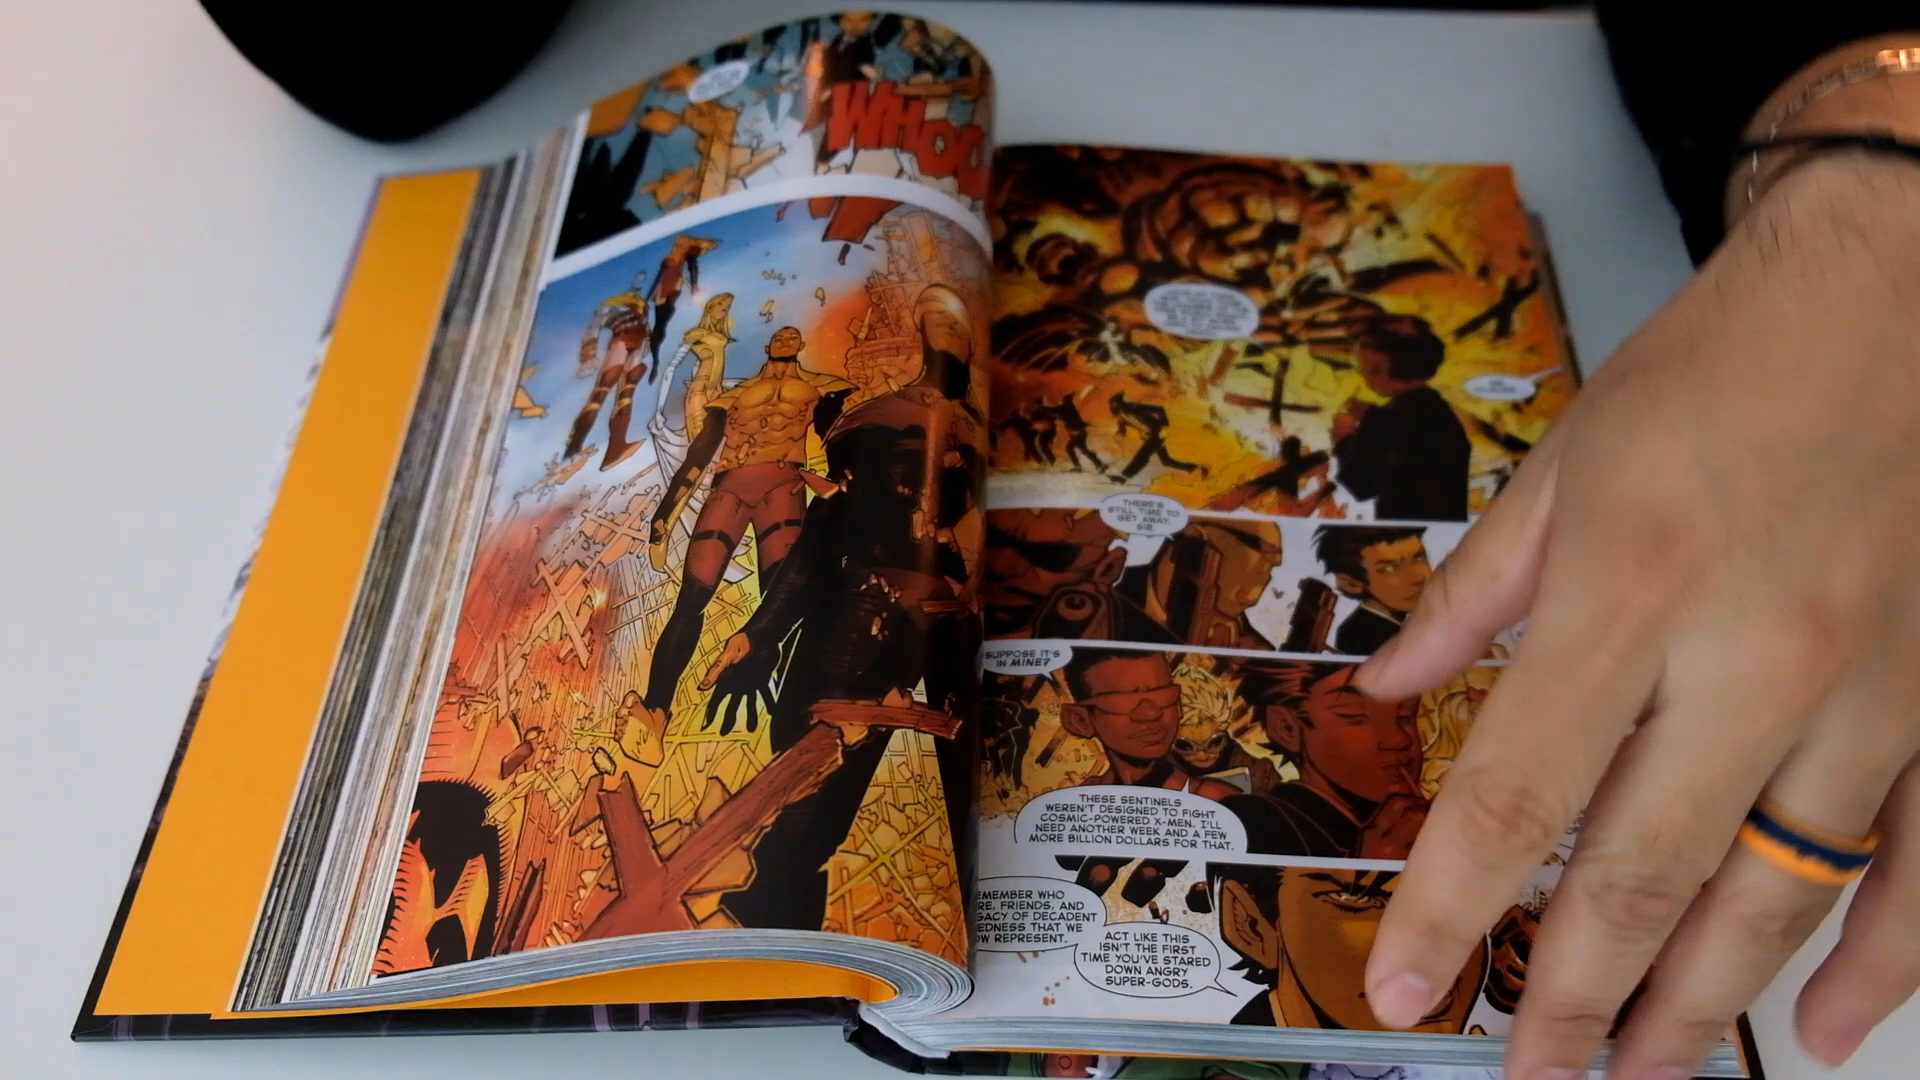 WHOO
THERE'S
STILL TIME TO
GET AWAY,
SIR.
SUPPOSE IT'S
IN MINE?
THESE SENTINELS
WEREN'T DESIGNED TO FIGHT
COSMIC-POWERED X-MEN. I'LL
NEED ANOTHER WEEK AND A FEW
MORE BILLION DOLLARS FOR THAT.
EMEMBER WHO
RE, FRIENDS, AND
GACY OF DECADENT
EDNESS THAT WE
OW REPRESENT.
ACT LIKE THIS
ISN'T THE FIRST
TIME YOU'VE STARED
DOWN ANGRY
SUPER-GODS.